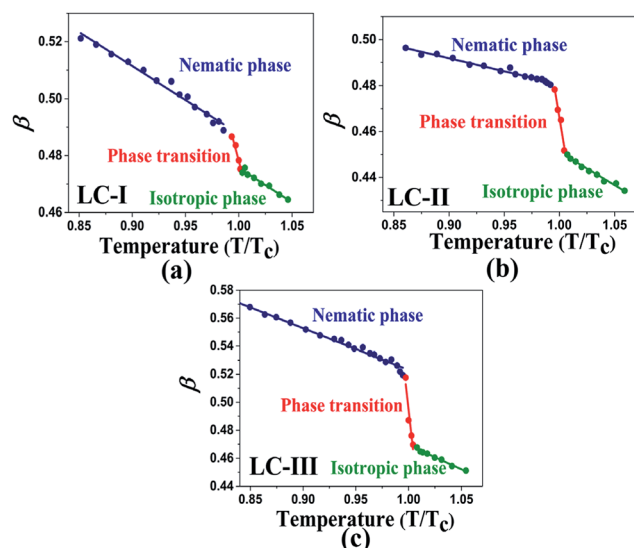 0.52
0.50
0.48
0.46
β
Nematic phase
Phase transition
Isotropic phase
LC-I
0.85 0.90 0.95 1.00 1.05
Temperature (T/TC)
(a)
0.50
0.48
0.46
0.44
β
Nematic phase
Phase transition
Isotropic phase
LC-II
0.85 0.90 0.95 1.00 1.05
Temperature (T/TC)
(b)
0.58
0.56
0.54
0.52
0.50
0.48
0.46
0.44
β
Nematic phase
Phase transition
Isotropic phase
LC-III
0.85 0.90 0.95 1.00 1.05
Temperature (T/TC)
(c)